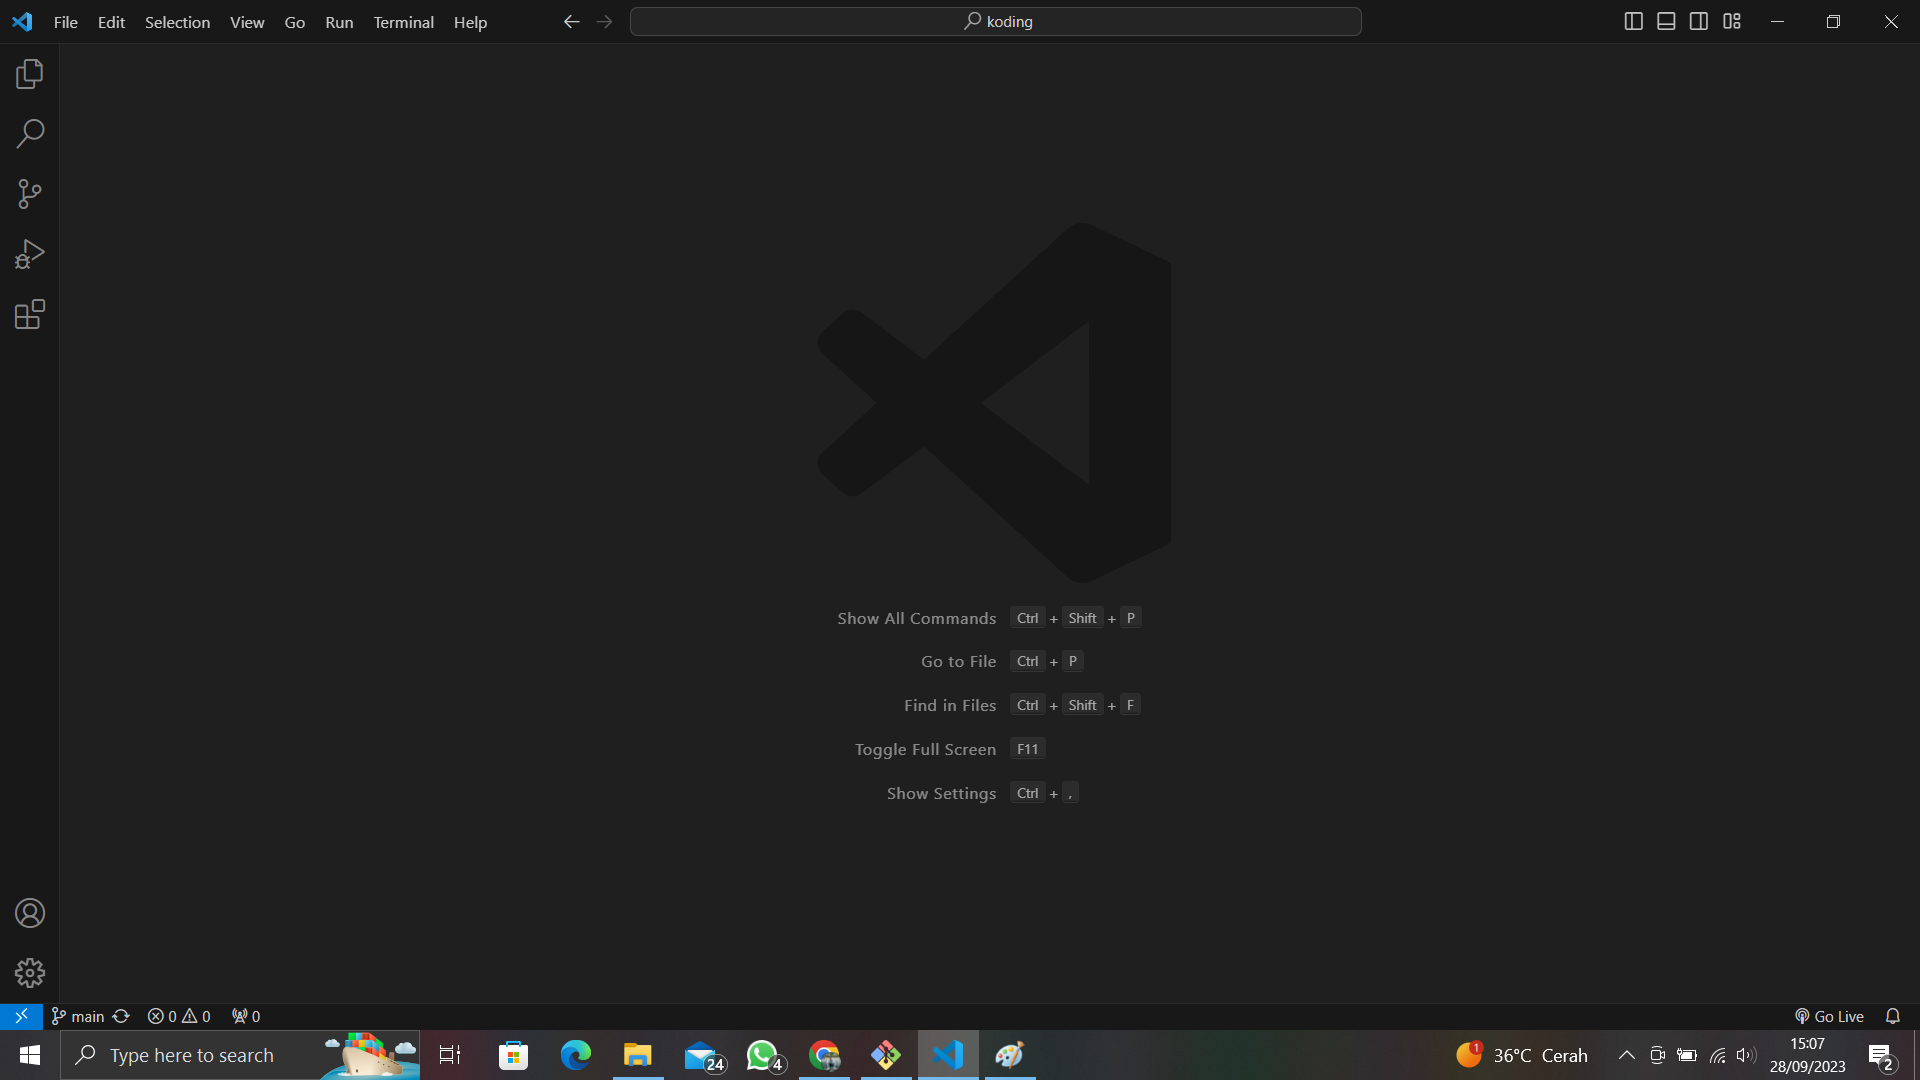 File Edit Selection View Go Run Terminal Help
koding
Show All Commands Ctrl + Shift + P
Go to File Ctrl + P
Find in Files Ctrl + Shift + F
Toggle Full Screen F11
Show Settings Ctrl + ,
main 0 0 0
Go Live
Type here to search
24
4
1
36°C Cerah
15:07
28/09/2023
2